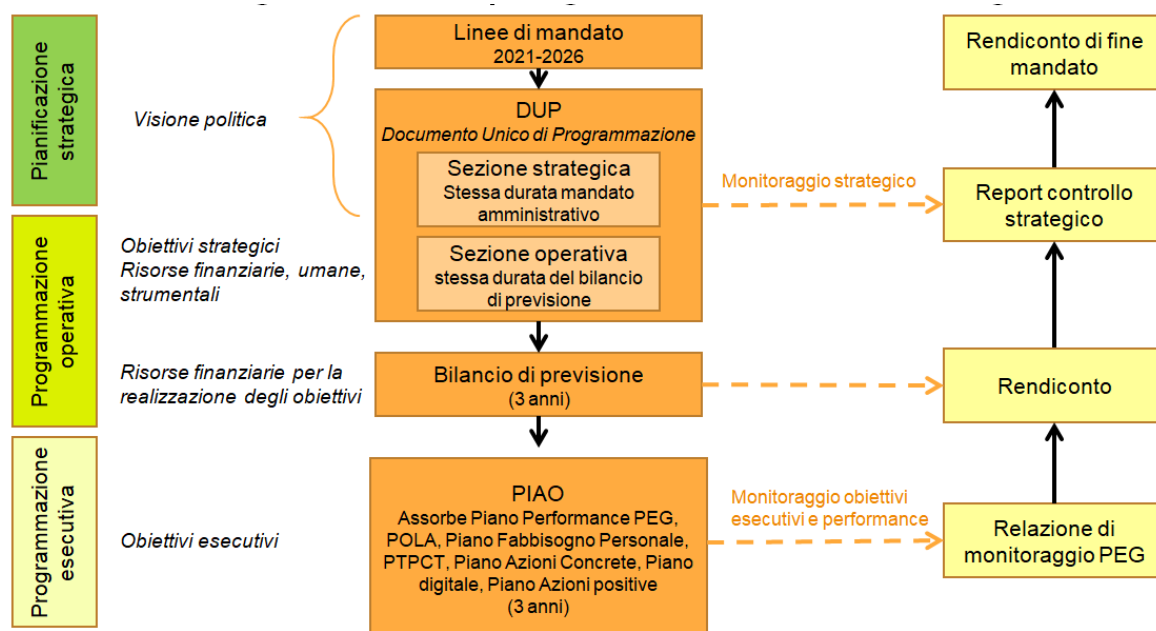 Pianificazione
strategica
Visione politica
Linee di mandato
2021-2026
DUP
Documento Unico di Programmazione
Sezione strategica
Stessa durata mandato
amministrativo
Sezione operativa
stessa durata del bilancio
di previsione
Monitoraggio strategico
Rendiconto di fine
mandato
Report controllo
strategico
Programmazione
operativa
Obiettivi strategici
Risorse finanziarie, umane,
strumentali
Risorse finanziarie per la
realizzazione degli obiettivi
Bilancio di previsione
(3 anni)
Rendiconto
Programmazione
esecutiva
Obiettivi esecutivi
PIAO
Assorbe Piano Performance PEG,
POLA, Piano Fabbisogno Personale,
PTPCT, Piano Azioni Concrete, Piano
digitale, Piano Azioni positive
(3 anni)
Monitoraggio obiettivi
esecutivi e performance
Relazione di
monitoraggio PEG